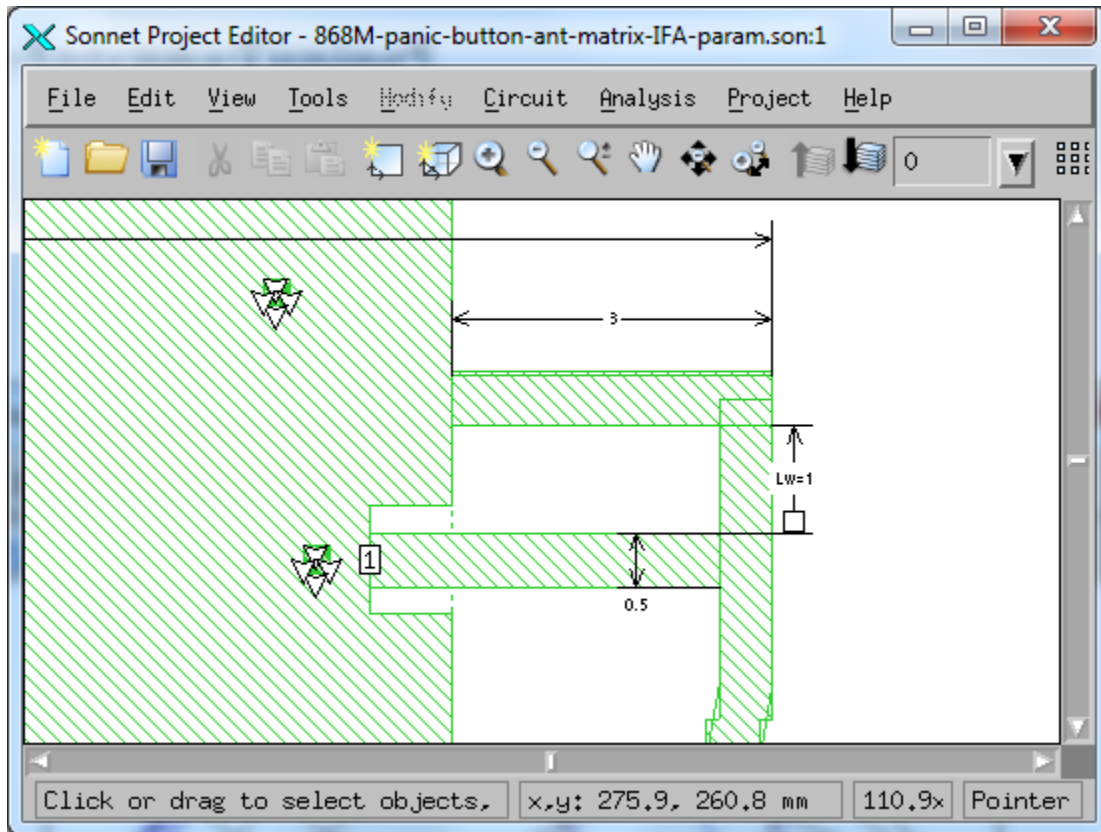 Sonnet Project Editor - 868M-panic-button-ant-matrix-IFA-param.son:1
File Edit View Tools Modify Circuit Analysis Project Help
0
3
Lw=1
1
0.5
Click or drag to select objects,
x,y: 275.9, 260.8 mm
110.9x
Pointer